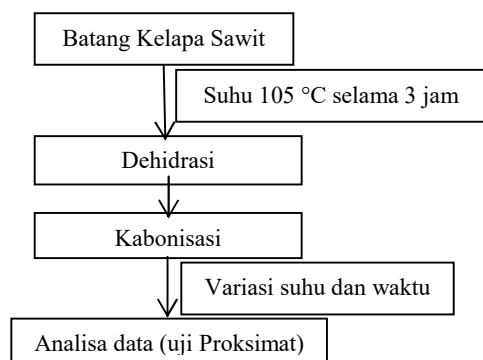 Batang Kelapa Sawit
Suhu 105 °C selama 3 jam
Dehidrasi
Kabonisasi
Variasi suhu dan waktu
Analisa data (uji Proksimat)